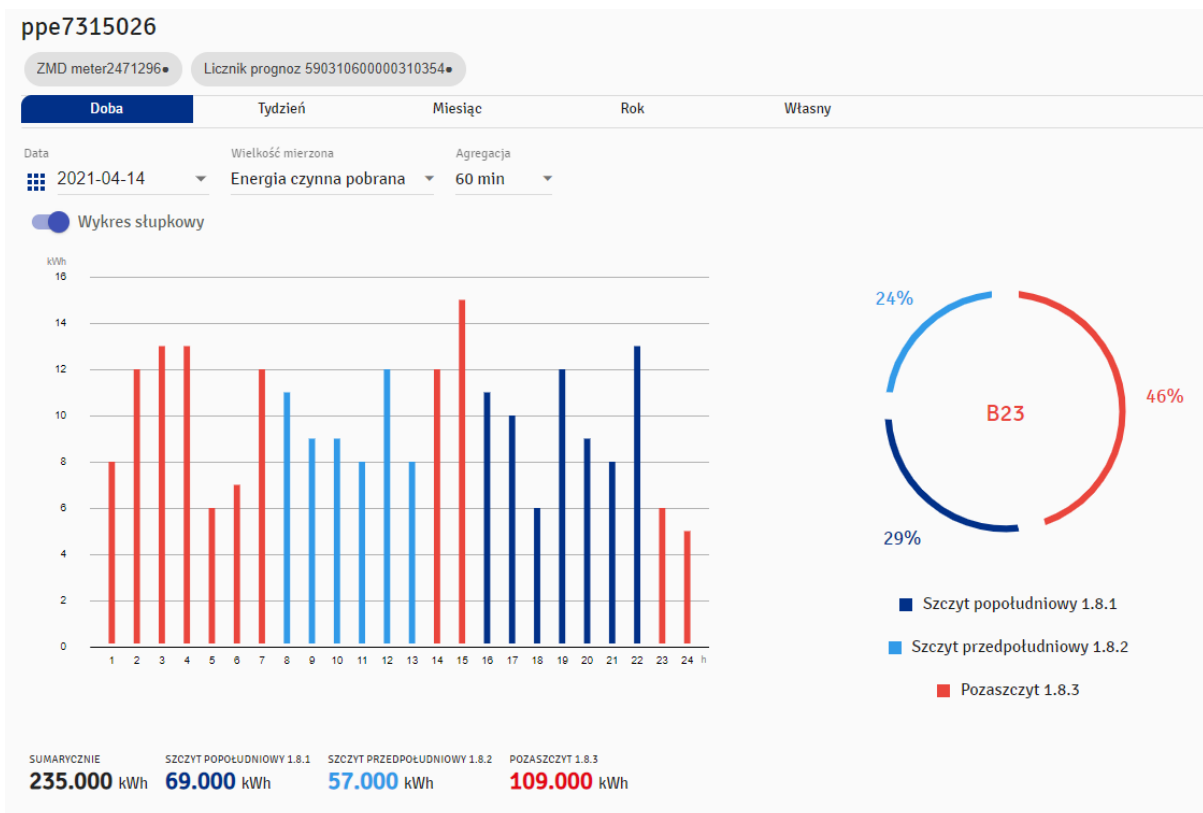 ppe7315026
ZMD meter2471296● Licznik prognoz 590310600000310354●
Doba Tydzień Miesiąc Rok Własny
Data Wielkość mierzona Agregacja
2021-04-14 Energia czynna pobrana 60 min
Wykres słupkowy
kWh
16
14
12
10
8
6
4
2
0
1 2 3 4 5 6 7 8 9 10 11 12 13 14 15 16 17 18 19 20 21 22 23 24 h
24%
46%
B23
29%
Szczyt popołudniowy 1.8.1
Szczyt przedpołudniowy 1.8.2
Pozaszczyt 1.8.3
SUMARYCZNIE SZCZYT POPOŁUDNIOWY 1.8.1 SZCZYT PRZEDPOŁUDNIOWY 1.8.2 POZASZCZYT 1.8.3
235.000 kWh 69.000 kWh 57.000 kWh 109.000 kWh